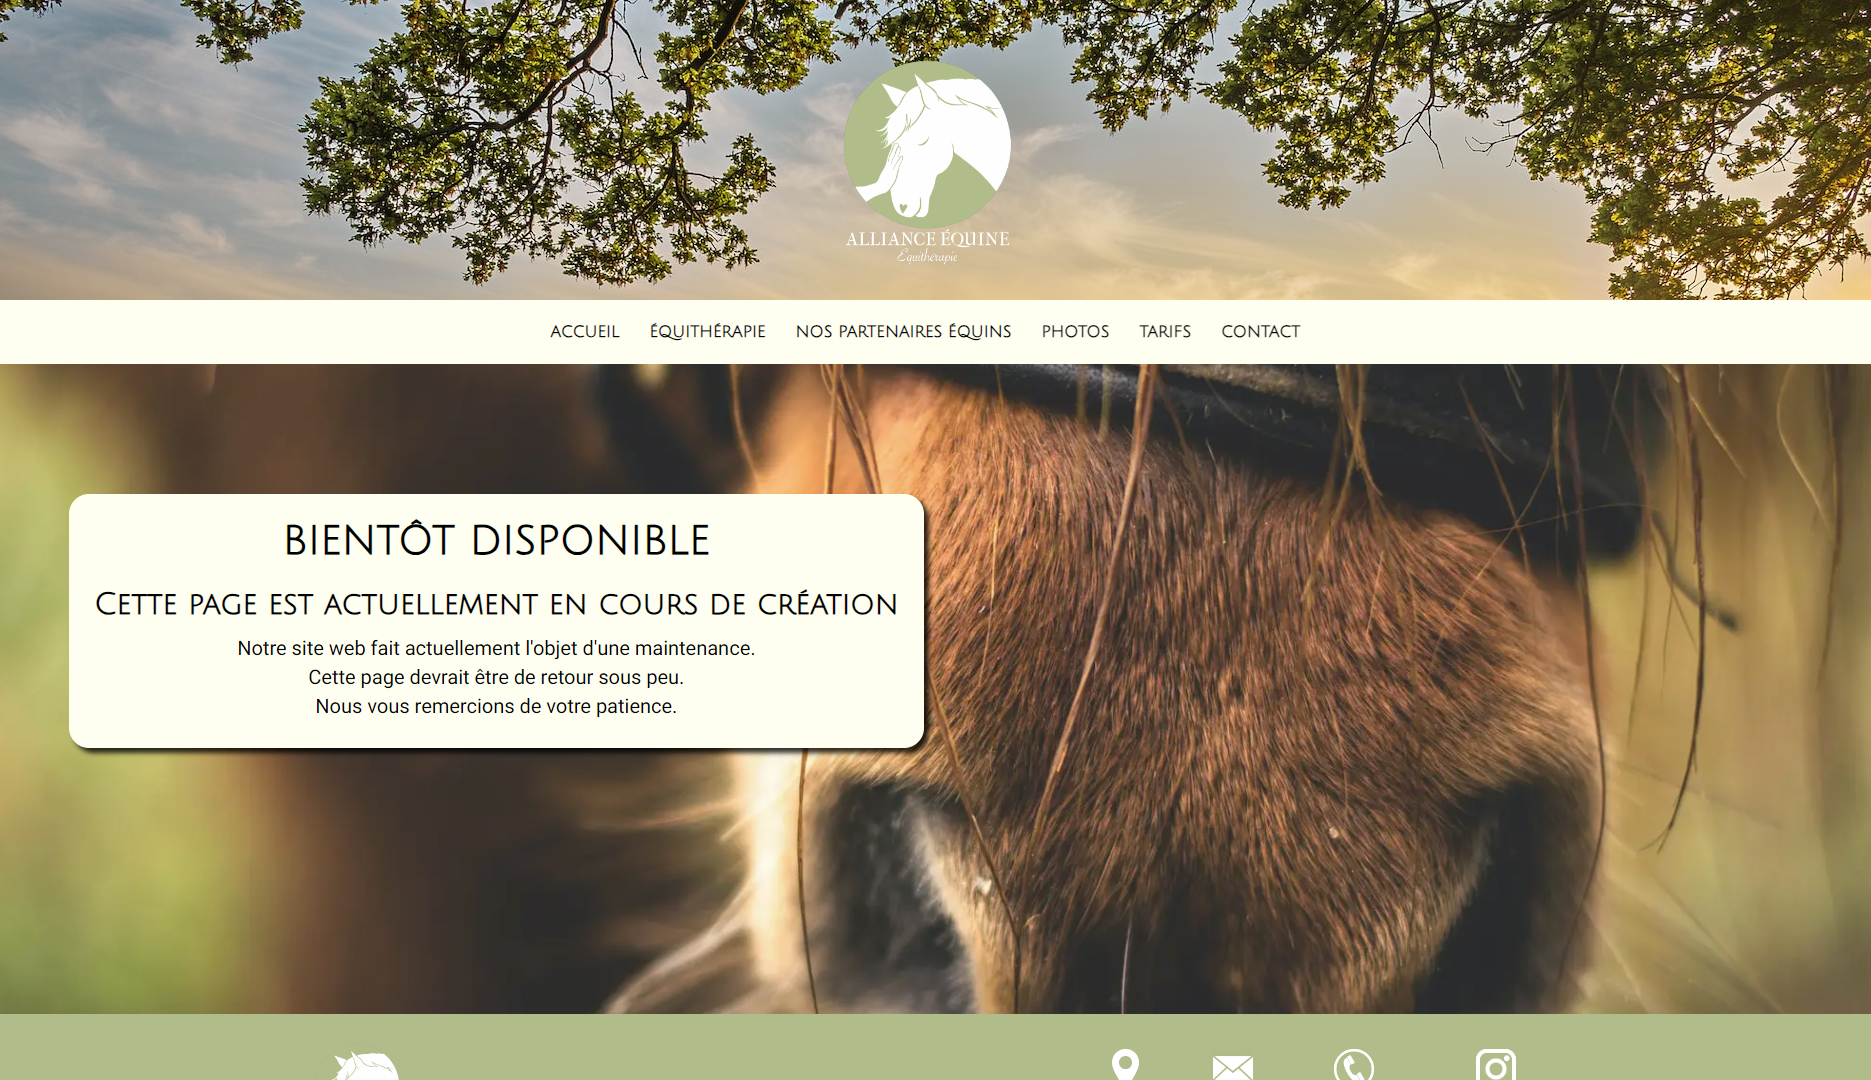 ALLIANCE ÉQUINE
Equithérapie
ACCUEIL ÉQUITHÉRAPIE NOS PARTENAIRES ÉQUINS PHOTOS TARIFS CONTACT
BIENTÔT DISPONIBLE
Cette page est actuellement en cours de création
Notre site web fait actuellement l'objet d'une maintenance.
Cette page devrait être de retour sous peu.
Nous vous remercions de votre patience.